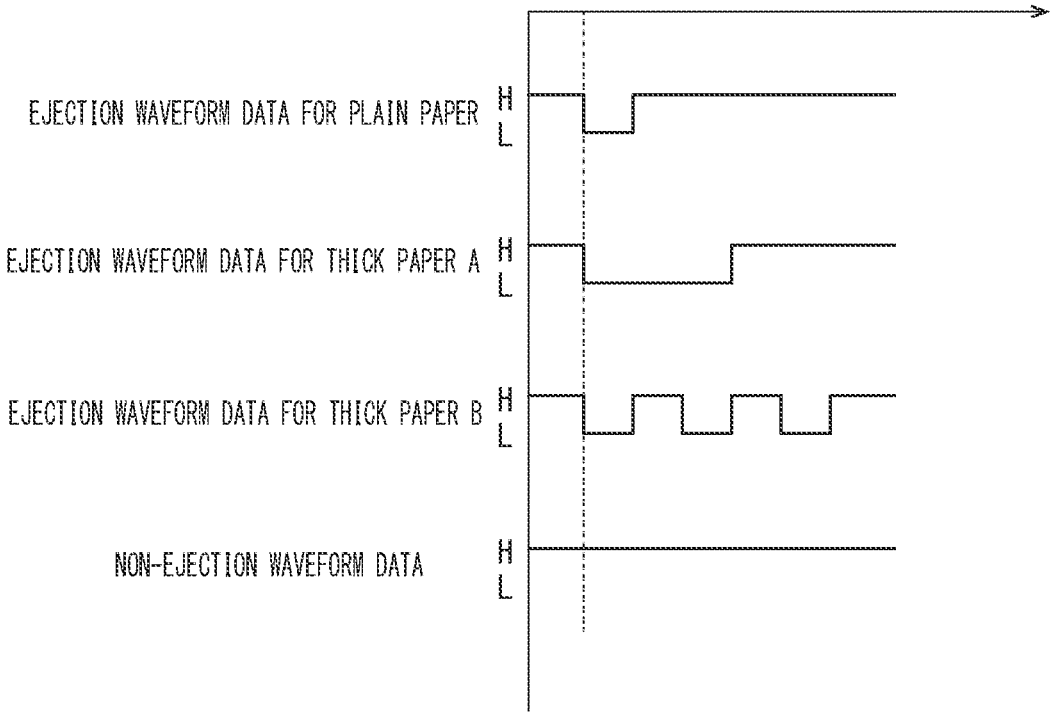 H
EJECTION WAVEFORM DATA FOR PLAIN PAPER
L
H
EJECTION WAVEFORM DATA FOR THICK PAPER A
L
H
EJECTION WAVEFORM DATA FOR THICK PAPER B
L
H
NON-EJECTION WAVEFORM DATA
L